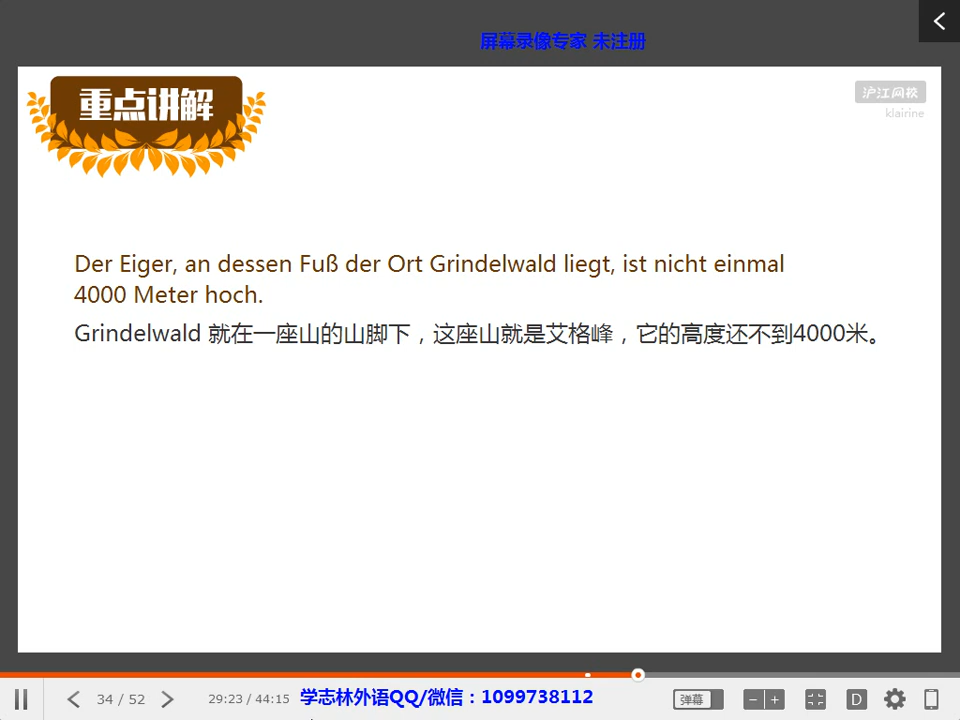 屏幕录像专家 未注册
重点讲解
沪江网校
klairine
Der Eiger, an dessen Fuß der Ort Grindelwald liegt, ist nicht einmal
4000 Meter hoch.
Grindelwald 就在一座山的山脚下，这座山就是艾格峰，它的高度还不到4000米。
34 / 52
29:23 / 44:15
学志林外语QQ/微信：1099738112
弹幕
D